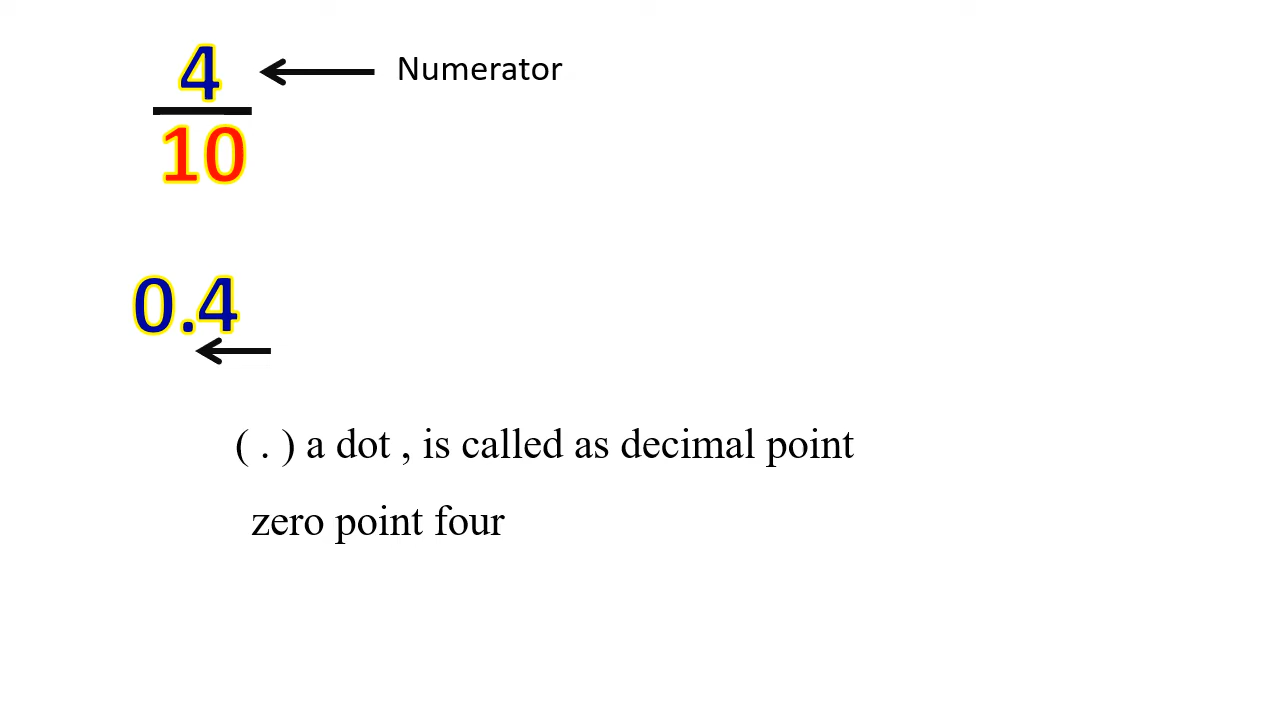 4 Numerator
10
0.4
( . ) a dot , is called as decimal point
zero point four